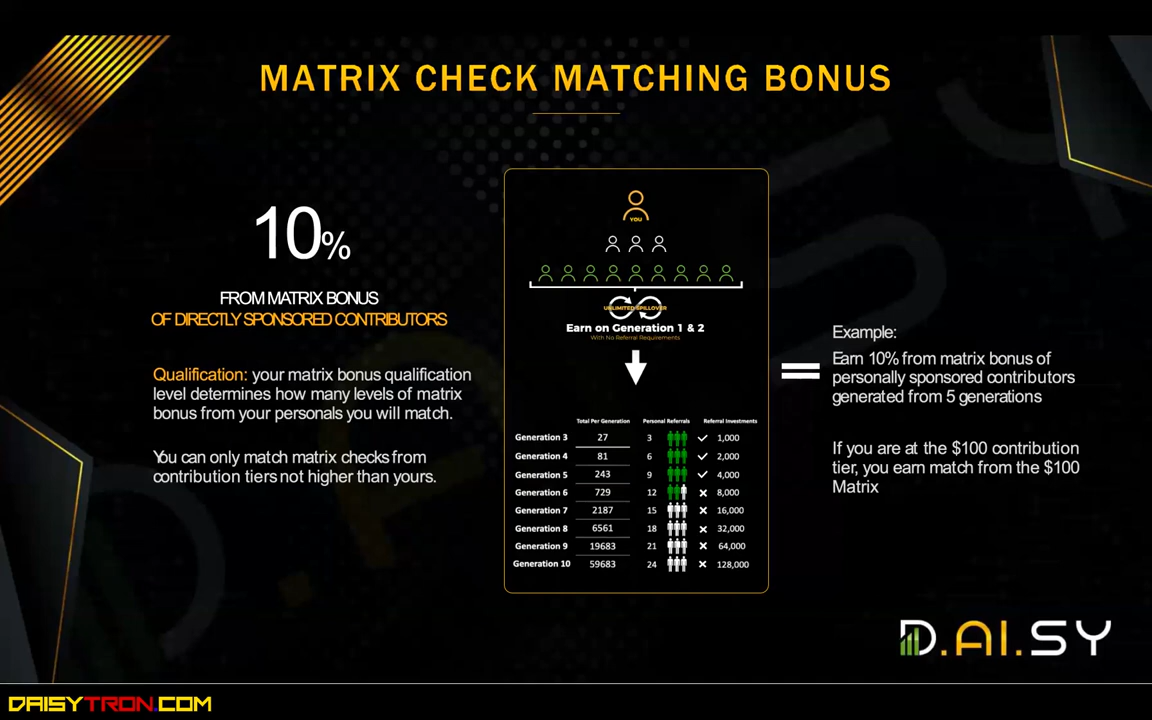 MATRIX CHECK MATCHING BONUS
10%
FROM MATRIX BONUS
OF DIRECTLY SPONSORED CONTRIBUTORS
Qualification: your matrix bonus qualification
level determines how many levels of matrix
bonus from your personals you will match.
You can only match matrix checks from
contribution tiers not higher than yours.
YOU
UNLIMITED SPILLOVER
Earn on Generation 1 & 2
With No Referral Requirements
Total Per Generation Personal Referrals Referral Investments
Generation 3 27 3 ✓ 1,000
Generation 4 81 6 ✓ 2,000
Generation 5 243 9 ✓ 4,000
Generation 6 729 12 × 8,000
Generation 7 2187 15 × 16,000
Generation 8 6561 18 × 32,000
Generation 9 19683 21 × 64,000
Generation 10 59683 24 × 128,000
=
Example:
Earn 10% from matrix bonus of
personally sponsored contributors
generated from 5 generations
If you are at the $100 contribution
tier, you earn match from the $100
Matrix
D.AI.SY
DAISYTRON.COM